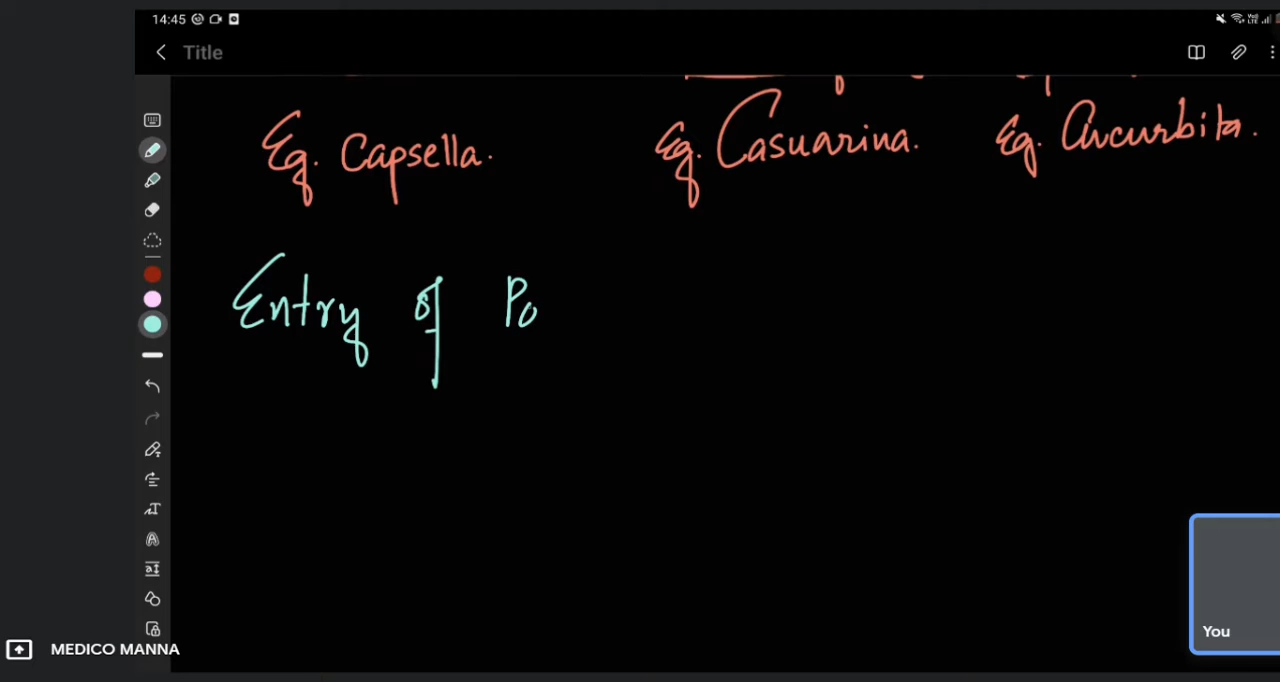 14:45
Title
Eg. Capsella.
Eg. Casuarina.
Eg. Cucurbita.
Entry of Po
You
MEDICO MANNA